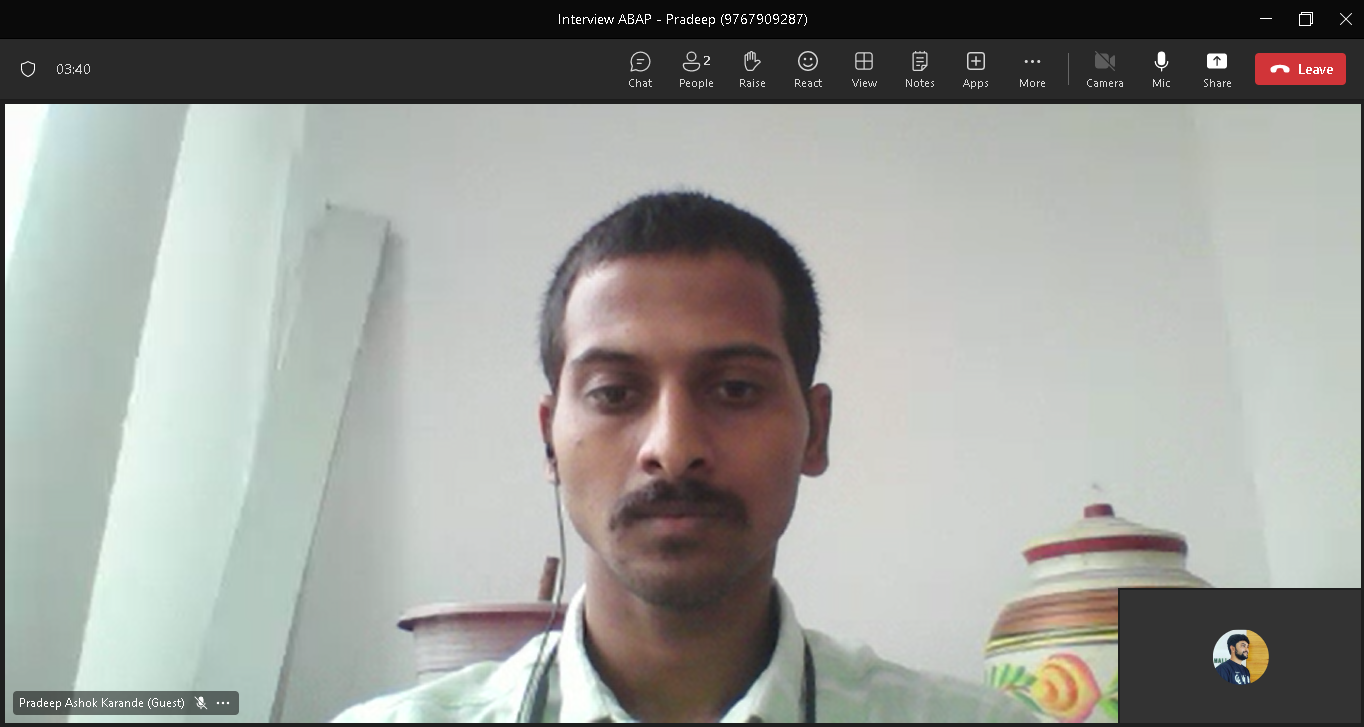 Interview ABAP - Pradeep (9767909287)
03:40
2
Chat People Raise React View Notes Apps More Camera Mic Share Leave
Pradeep Ashok Karande (Guest)